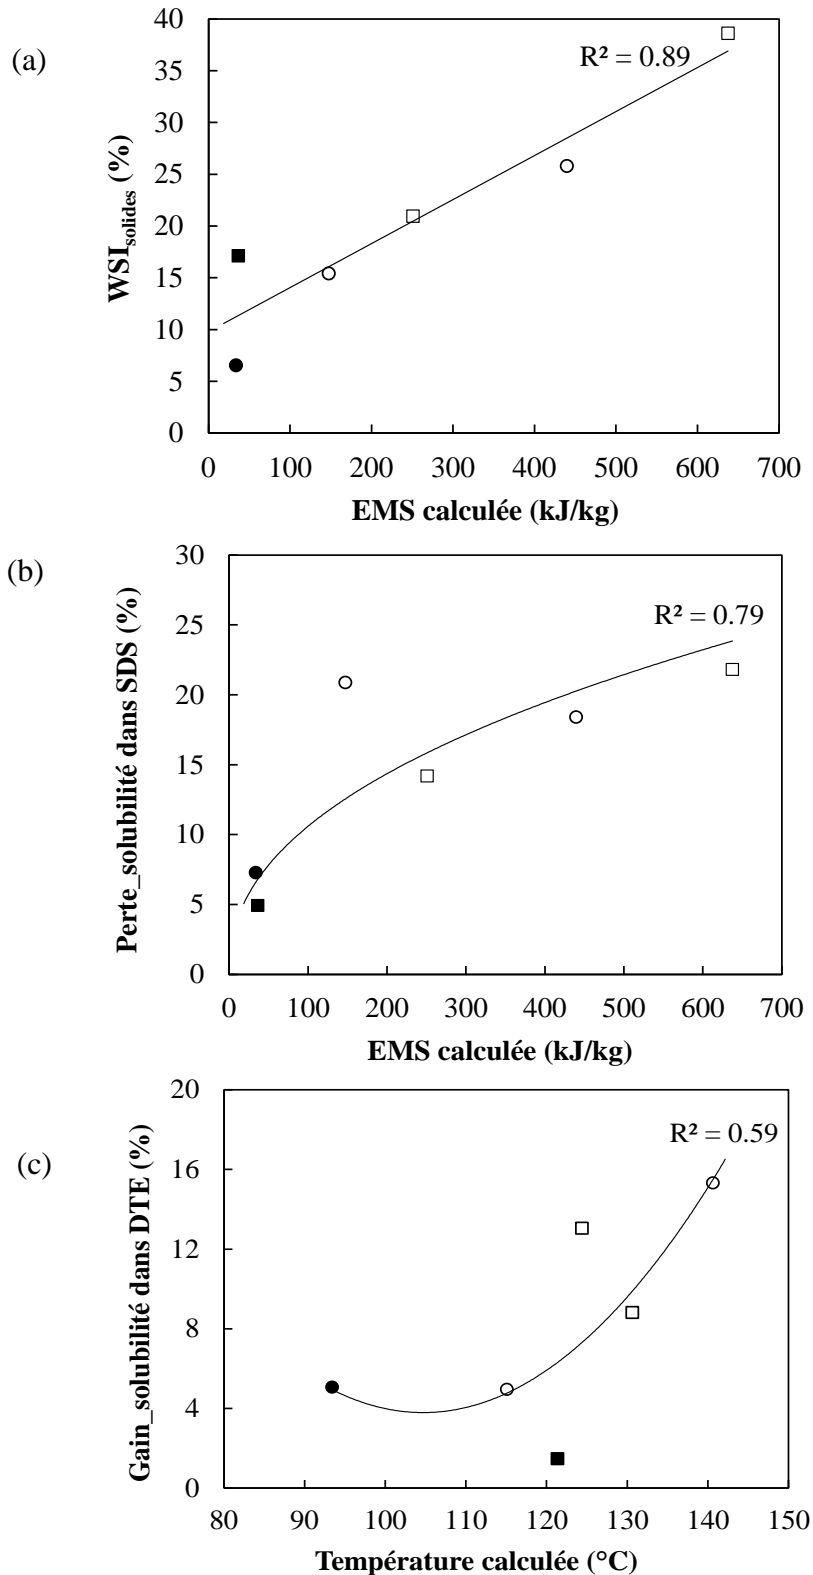 (a)
40
35
30
25
20
15
10
5
0
WSI_solides (%)
R² = 0.89
0 100 200 300 400 500 600 700
EMS calculée (kJ/kg)
(b)
30
25
20
15
10
5
0
Perte_solubilité dans SDS (%)
R² = 0.79
0 100 200 300 400 500 600 700
EMS calculée (kJ/kg)
(c)
20
16
12
8
4
0
Gain_solubilité dans DTE (%)
R² = 0.59
80 90 100 110 120 130 140 150
Température calculée (°C)